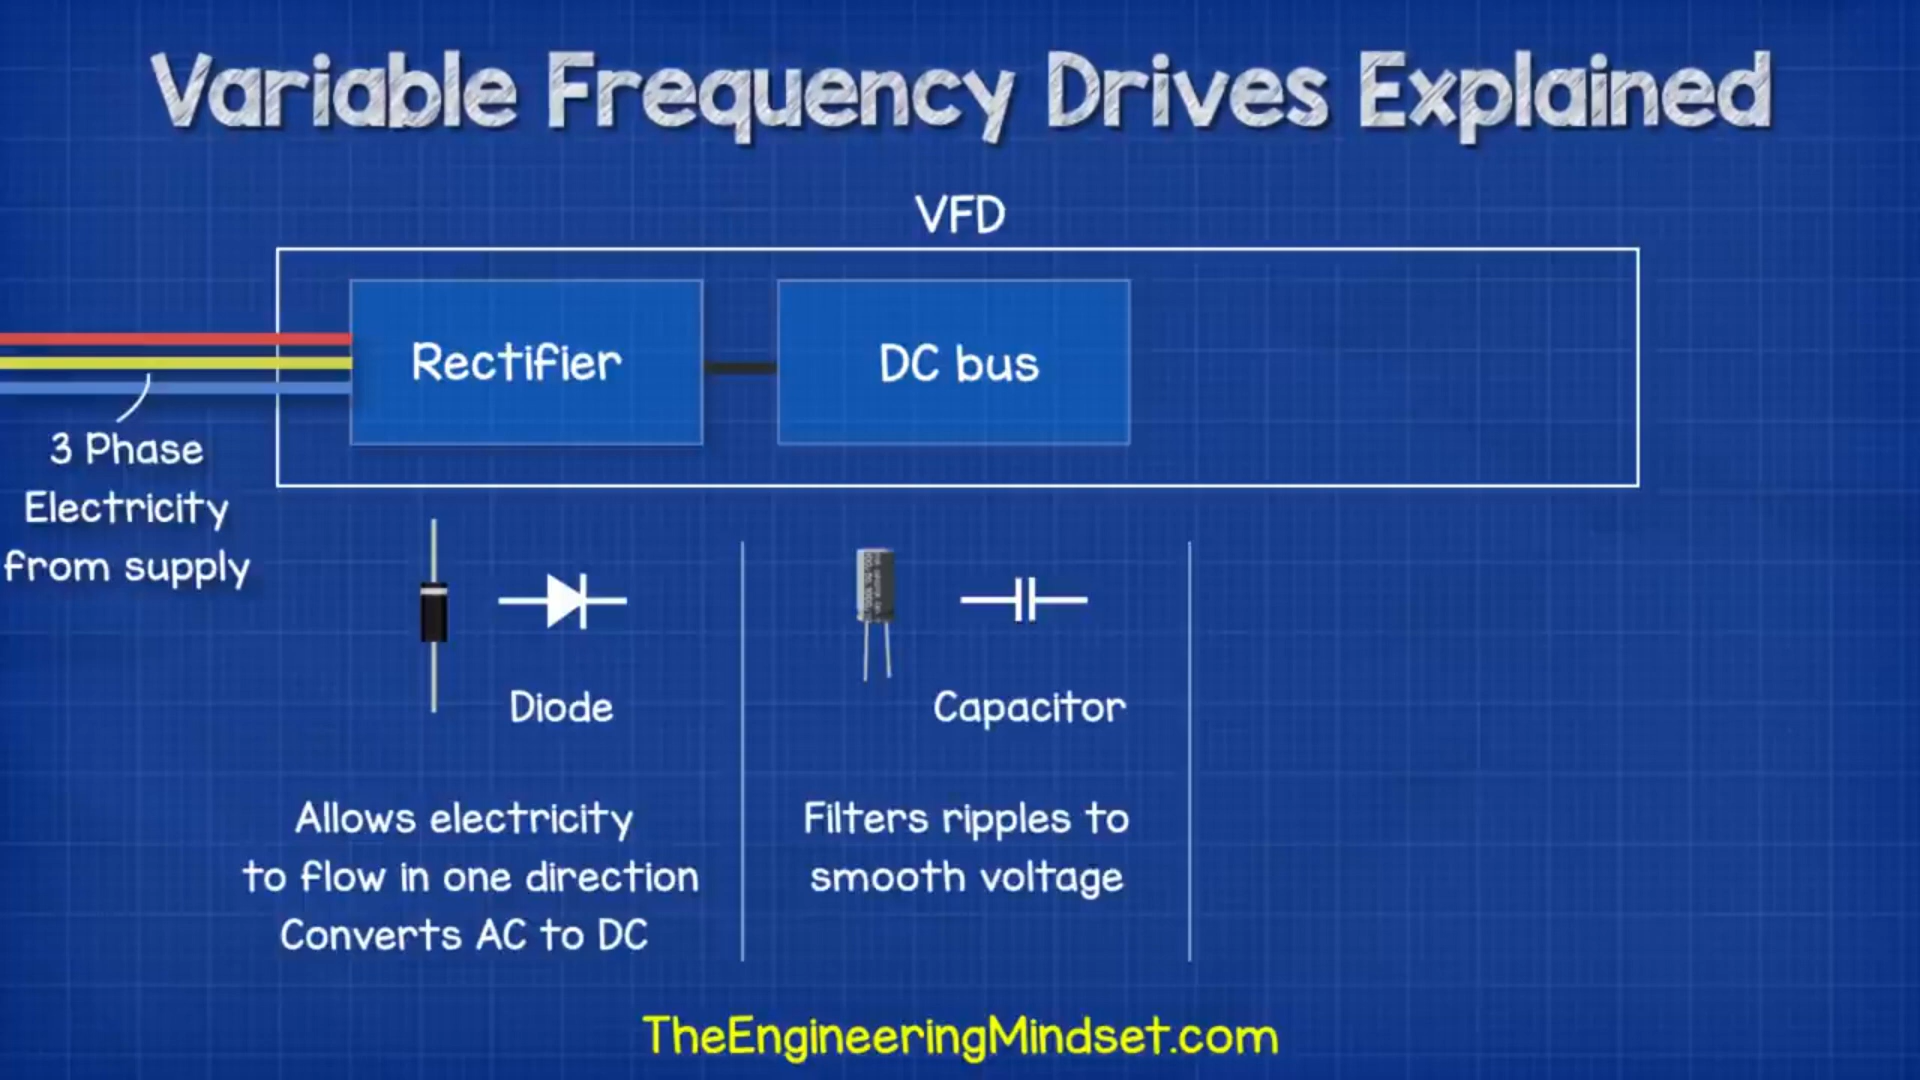 Variable Frequency Drives Explained
VFD
Rectifier
DC bus
3 Phase
Electricity
from supply
Diode
Capacitor
Allows electricity
to flow in one direction
Converts AC to DC
Filters ripples to
smooth voltage
TheEngineeringMindset.com